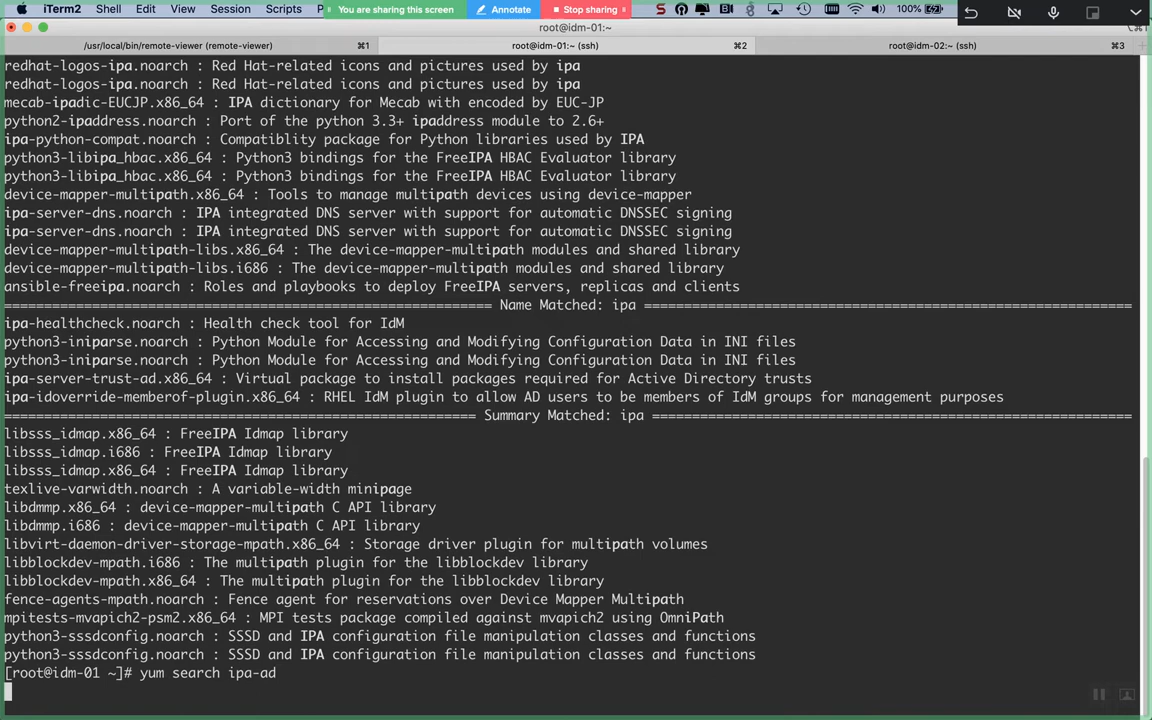 iTerm2 Shell Edit View Session Scripts P You are sharing this screen Annotate Stop sharing 100%
root@idm-01:~
/usr/local/bin/remote-viewer (remote-viewer) ⌘1 root@idm-01:~ (ssh) ⌘2 root@idm-02:~ (ssh) ⌘3
redhat-logos-ipa.noarch : Red Hat-related icons and pictures used by ipa
redhat-logos-ipa.noarch : Red Hat-related icons and pictures used by ipa
mecab-ipadic-EUCJP.x86_64 : IPA dictionary for Mecab with encoded by EUC-JP
python2-ipaddress.noarch : Port of the python 3.3+ ipaddress module to 2.6+
ipa-python-compat.noarch : Compatiblity package for Python libraries used by IPA
python3-libipa_hbac.x86_64 : Python3 bindings for the FreeIPA HBAC Evaluator library
python3-libipa_hbac.x86_64 : Python3 bindings for the FreeIPA HBAC Evaluator library
device-mapper-multipath.x86_64 : Tools to manage multipath devices using device-mapper
ipa-server-dns.noarch : IPA integrated DNS server with support for automatic DNSSEC signing
ipa-server-dns.noarch : IPA integrated DNS server with support for automatic DNSSEC signing
device-mapper-multipath-libs.x86_64 : The device-mapper-multipath modules and shared library
device-mapper-multipath-libs.i686 : The device-mapper-multipath modules and shared library
ansible-freeipa.noarch : Roles and playbooks to deploy FreeIPA servers, replicas and clients
============================================================= Name Matched: ipa =============================================================
ipa-healthcheck.noarch : Health check tool for IdM
python3-iniparse.noarch : Python Module for Accessing and Modifying Configuration Data in INI files
python3-iniparse.noarch : Python Module for Accessing and Modifying Configuration Data in INI files
ipa-server-trust-ad.x86_64 : Virtual package to install packages required for Active Directory trusts
ipa-idoverride-memberof-plugin.x86_64 : RHEL IdM plugin to allow AD users to be members of IdM groups for management purposes
=========================================================== Summary Matched: ipa ============================================================
libsss_idmap.x86_64 : FreeIPA Idmap library
libsss_idmap.i686 : FreeIPA Idmap library
libsss_idmap.x86_64 : FreeIPA Idmap library
texlive-varwidth.noarch : A variable-width minipage
libdmmp.x86_64 : device-mapper-multipath C API library
libdmmp.i686 : device-mapper-multipath C API library
libvirt-daemon-driver-storage-mpath.x86_64 : Storage driver plugin for multipath volumes
libblockdev-mpath.i686 : The multipath plugin for the libblockdev library
libblockdev-mpath.x86_64 : The multipath plugin for the libblockdev library
fence-agents-mpath.noarch : Fence agent for reservations over Device Mapper Multipath
mpitests-mvapich2-psm2.x86_64 : MPI tests package compiled against mvapich2 using OmniPath
python3-sssdconfig.noarch : SSSD and IPA configuration file manipulation classes and functions
python3-sssdconfig.noarch : SSSD and IPA configuration file manipulation classes and functions
[root@idm-01 ~]# yum search ipa-ad